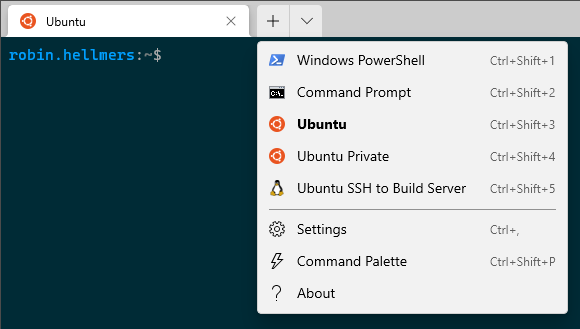 Ubuntu
robin.hellmers:~$
Windows PowerShell Ctrl+Shift+1
Command Prompt Ctrl+Shift+2
Ubuntu Ctrl+Shift+3
Ubuntu Private Ctrl+Shift+4
Ubuntu SSH to Build Server Ctrl+Shift+5
Settings Ctrl+,
Command Palette Ctrl+Shift+P
About